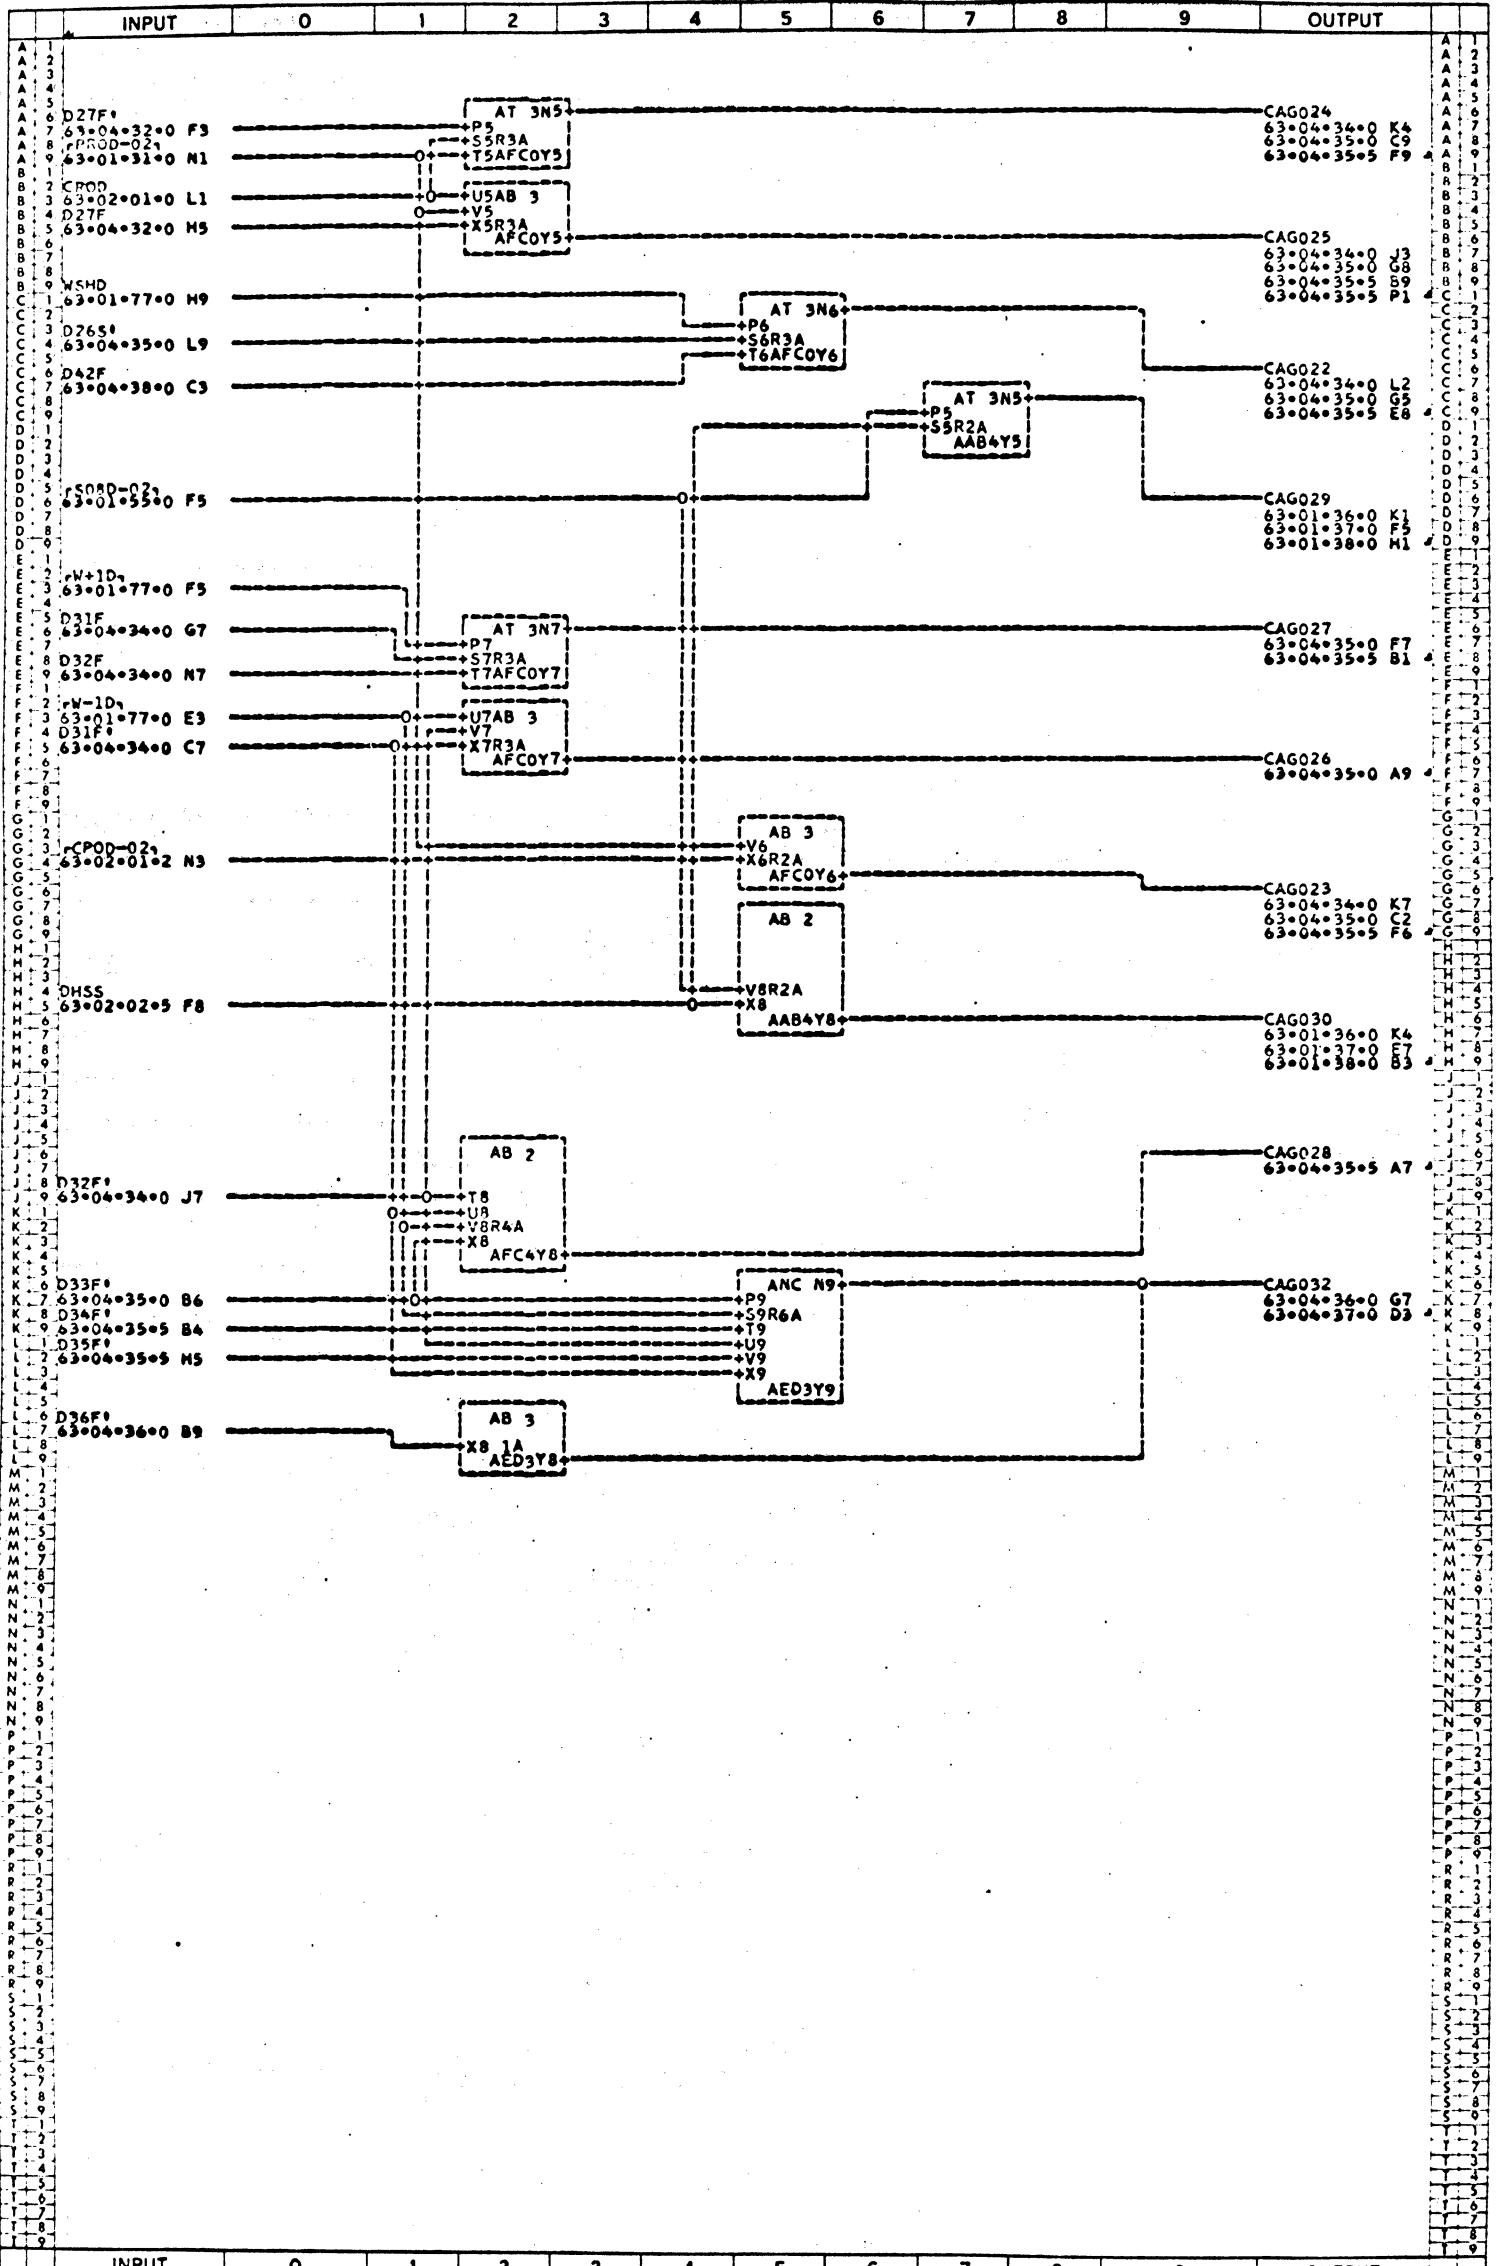 INPUT 0 1 2 3 4 5 6 7 8 9 OUTPUT
D27F'
63•04•32•0 F3
┌PROD-02┐
63•01•31•0 N1
CROD
63•02•01•0 L1
D27F
63•04•32•0 H5
WSHD
63•01•77•0 H9
D26S'
63•04•35•0 L9
D42F
63•04•38•0 C3
┌S08D-02┐
63•01•55•0 F5
┌W+1D┐
63•01•77•0 F5
D31F
63•04•34•0 G7
D32F
63•04•34•0 N7
┌W-1D┐
63•01•77•0 E3
D31F'
63•04•34•0 C7
┌CPOD-02┐
63•02•01•2 N3
DHSS
63•02•02•5 F8
D32F'
63•04•34•0 J7
D33F'
63•04•35•0 B6
D34F'
63•04•35•5 B4
D35F'
63•04•35•5 M5
D36F'
63•04•36•0 B9
AT 3N5
P5
S5R3A
T5AFC0Y5
U5AB 3
V5
X5R3A
AFC0Y5
AT 3N6
P6
S6R3A
T6AFC0Y6
AT 3N5
P5
S5R2A
AAB4Y5
AT 3N7
P7
S7R3A
T7AFC0Y7
U7AB 3
V7
X7R3A
AFC0Y7
AB 3
V6
X6R2A
AFC0Y6
AB 2
V8R2A
X8
AAB4Y8
AB 2
T8
U8
V8R4A
X8
AFC4Y8
ANC N9
P9
S9R6A
T9
U9
V9
X9
AED3Y9
AB 3
X8 1A
AED3Y8
CAG024
63•04•34•0 K4
63•04•35•0 C9
63•04•35•5 F9
CAG025
63•04•34•0 J3
63•04•35•0 G8
63•04•35•5 B9
63•04•35•5 P1
CAG022
63•04•34•0 L2
63•04•35•0 G5
63•04•35•5 E8
CAG029
63•01•36•0 K1
63•01•37•0 F5
63•01•38•0 H1
CAG027
63•04•35•0 F7
63•04•35•5 B1
CAG026
63•04•35•0 A9
CAG023
63•04•34•0 K7
63•04•35•0 C2
63•04•35•5 F6
CAG030
63•01•36•0 K4
63•01•37•0 E7
63•01•38•0 B3
CAG028
63•04•35•5 A7
CAG032
63•04•36•0 G7
63•04•37•0 D3
INPUT 0 1